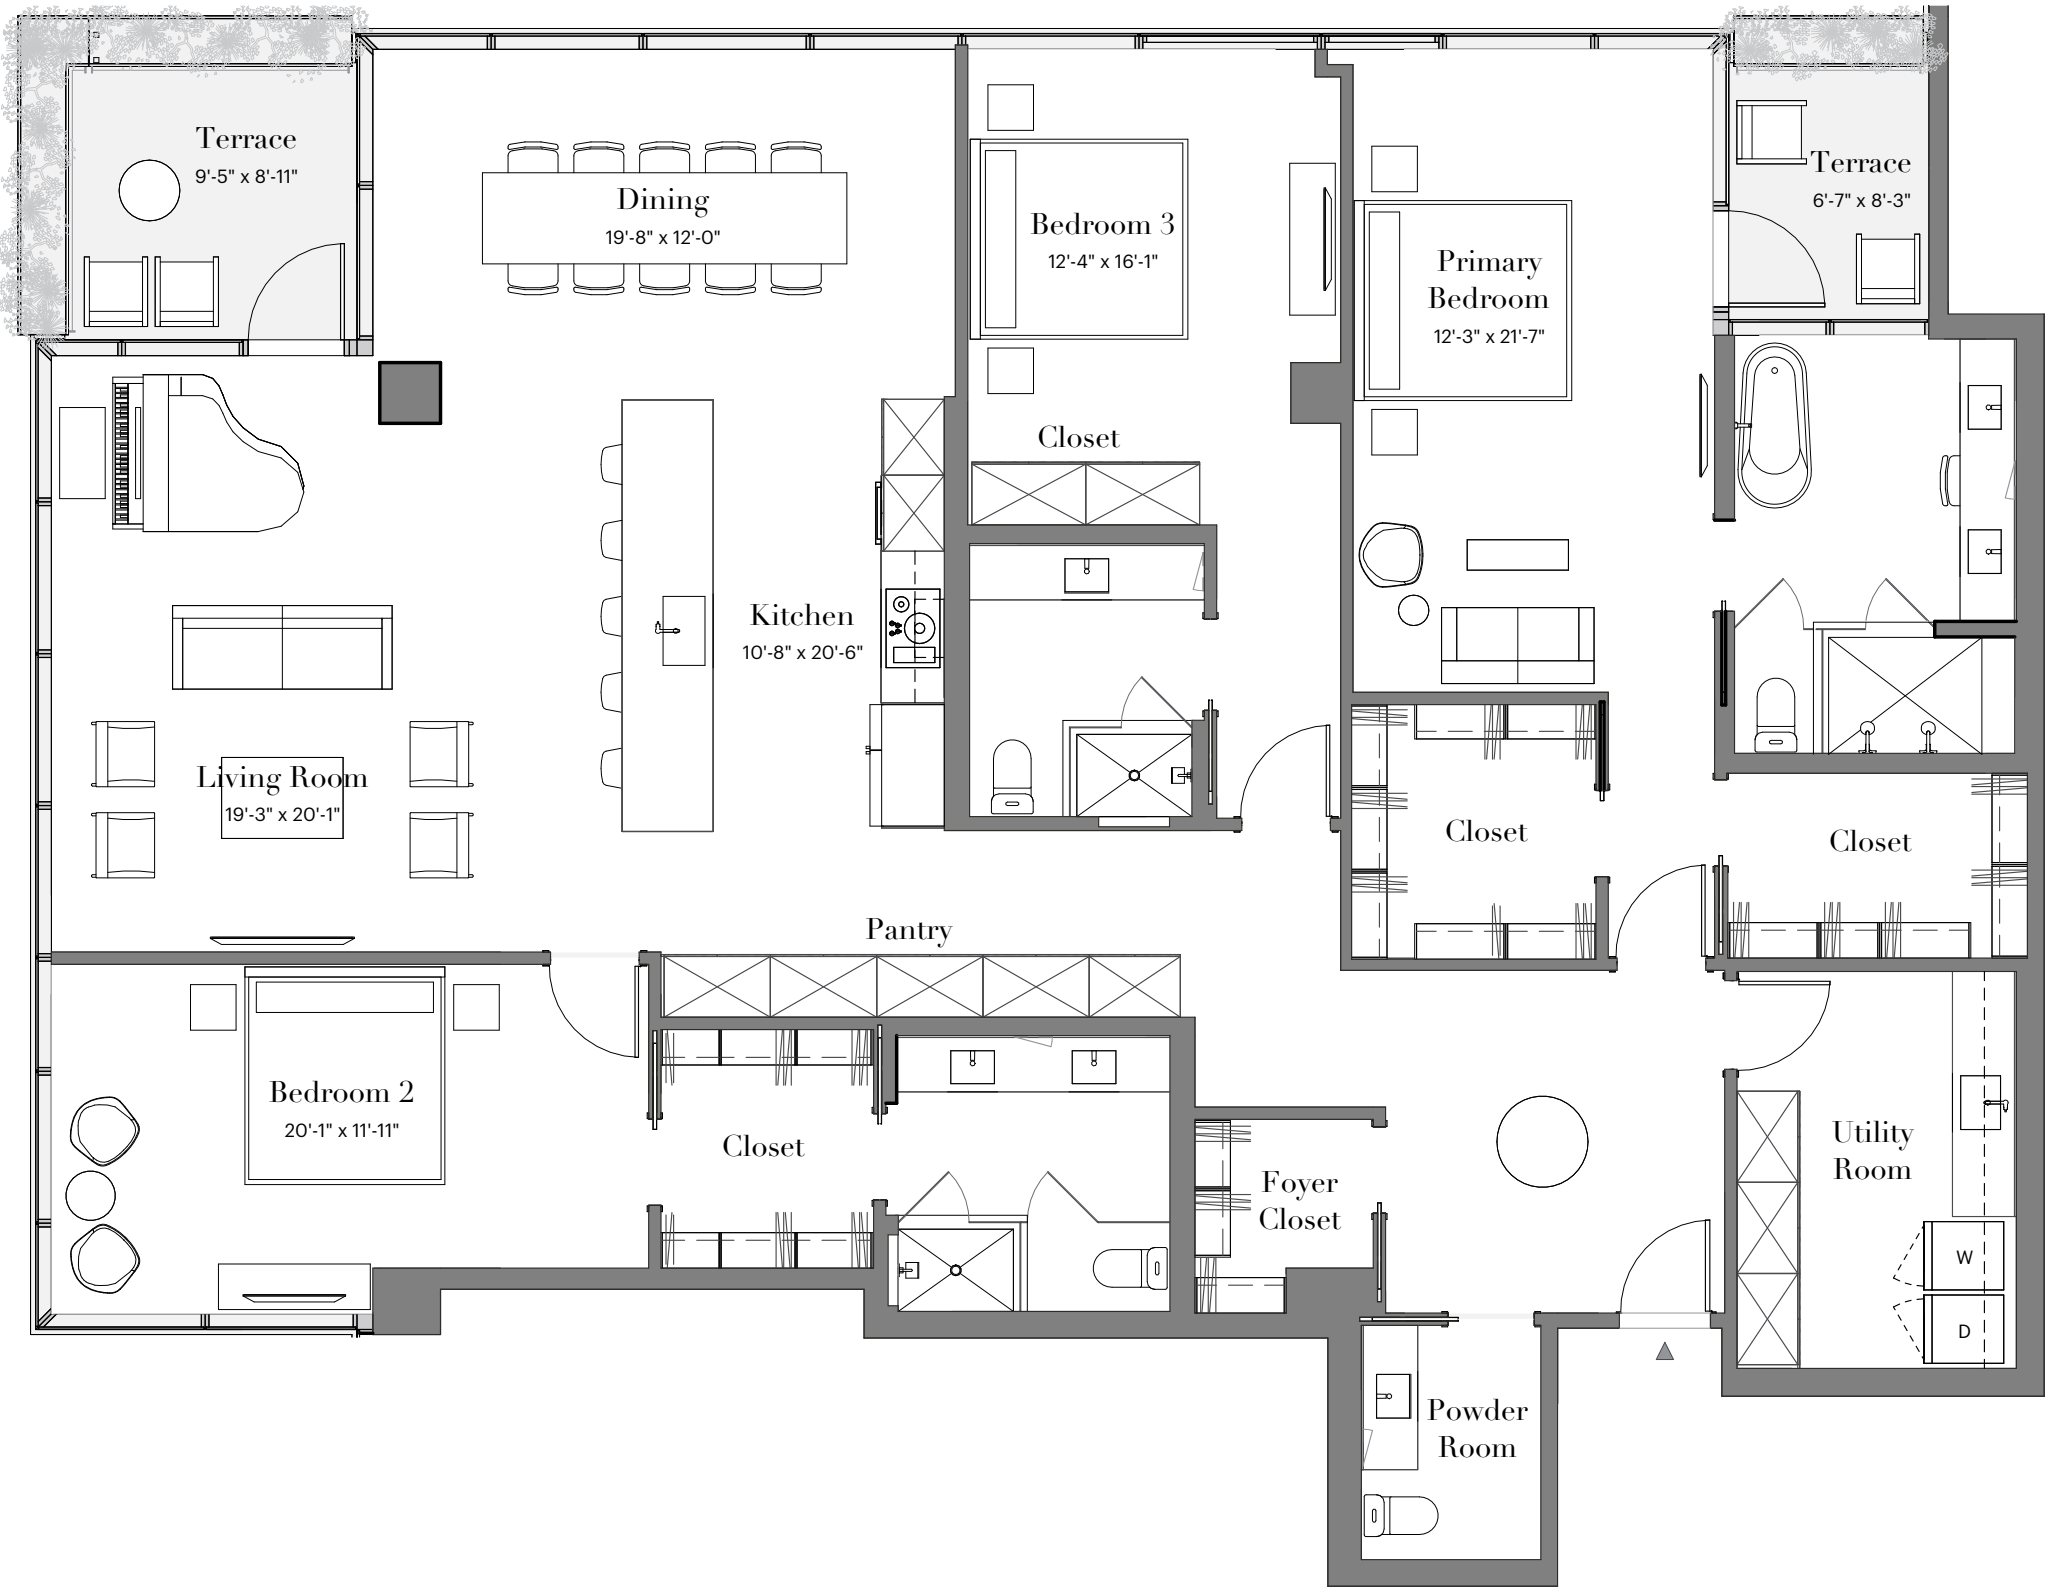 Terrace
9'-5" x 8'-11"
Dining
19'-8" x 12'-0"
Bedroom 3
12'-4" x 16'-1"
Primary
Bedroom
12'-3" x 21'-7"
Terrace
6'-7" x 8'-3"
Closet
Kitchen
10'-8" x 20'-6"
Living Room
19'-3" x 20'-1"
Closet
Closet
Pantry
Bedroom 2
20'-1" x 11'-11"
Closet
Foyer
Closet
Utility
Room
W
D
Powder
Room